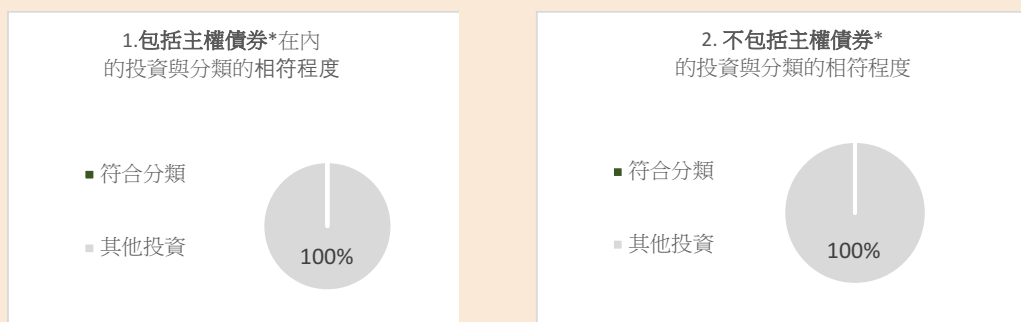 1.包括主權債券*在內
的投資與分類的相符程度
符合分類
其他投資
100%
2. 不包括主權債券*
的投資與分類的相符程度
符合分類
其他投資
100%